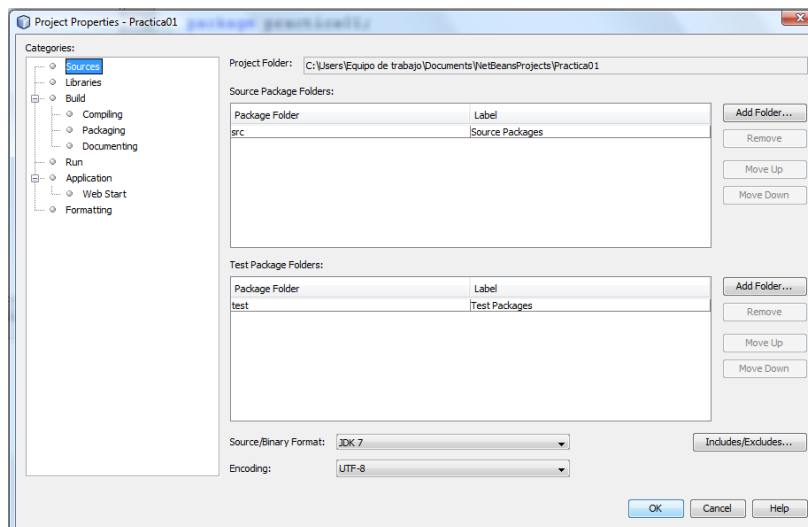 Project Properties - Practica01
package practica01;
Categories:
Sources
Libraries
Build
Compiling
Packaging
Documenting
Run
Application
Web Start
Formatting
Project Folder: C:\Users\Equipo de trabajo\Documents\NetBeansProjects\Practica01
Source Package Folders:
Package Folder Label
src Source Packages
Add Folder...
Remove
Move Up
Move Down
Test Package Folders:
Package Folder Label
test Test Packages
Add Folder...
Remove
Move Up
Move Down
Source/Binary Format: JDK 7
Includes/Excludes...
Encoding: UTF-8
OK Cancel Help